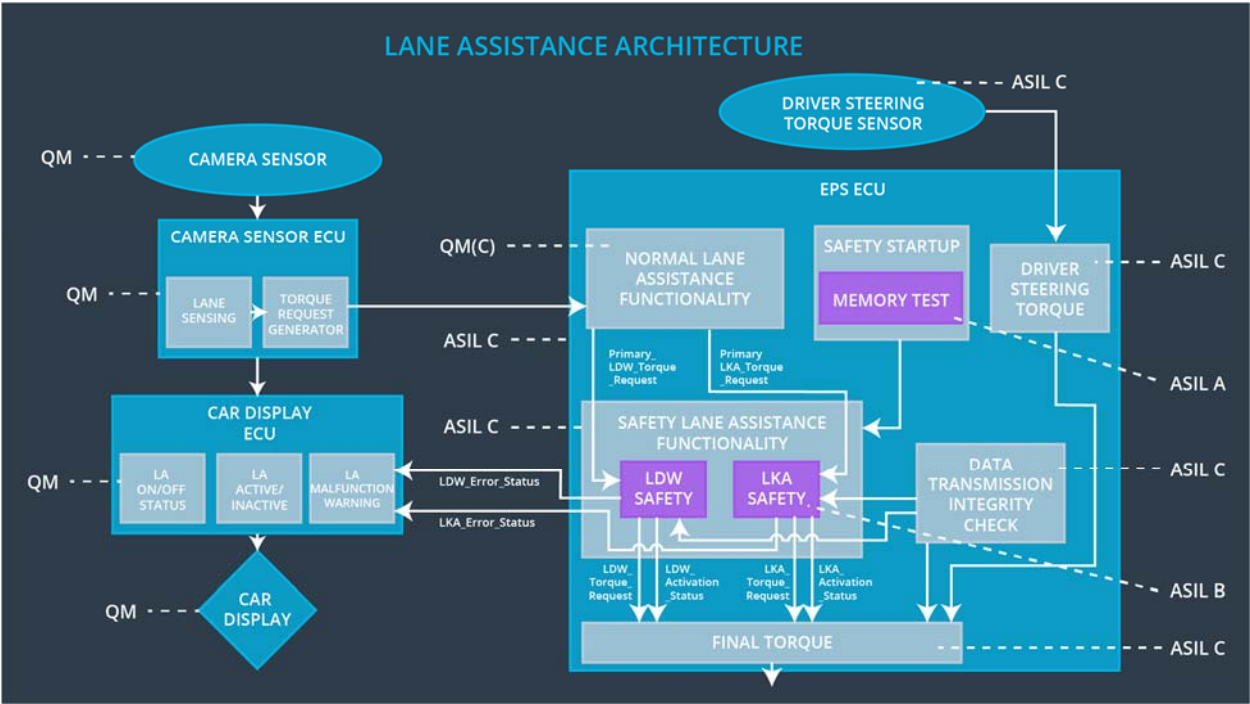 LANE ASSISTANCE ARCHITECTURE
ASIL C
DRIVER STEERING
TORQUE SENSOR
QM
CAMERA SENSOR
EPS ECU
CAMERA SENSOR ECU
QM(C)
NORMAL LANE
ASSISTANCE
FUNCTIONALITY
SAFETY STARTUP
MEMORY TEST
DRIVER
STEERING
TORQUE
ASIL C
QM
LANE
SENSING
TORQUE
REQUEST
GENERATOR
ASIL C
Primary_
LDW_Torque
_Request
Primary
LKA_Torque
_Request
ASIL A
CAR DISPLAY
ECU
ASIL C
SAFETY LANE ASSISTANCE
FUNCTIONALITY
QM
LA
ON/OFF
STATUS
LA
ACTIVE/
INACTIVE
LA
MALFUNCTION
WARNING
LDW_Error_Status
LKA_Error_Status
LDW
SAFETY
LKA
SAFETY
DATA
TRANSMISSION
INTEGRITY
CHECK
ASIL C
LDW_
Torque_
Request
LDW_
Activation
_Status
LKA_
Torque_
Request
LKA_
Activation
_Status
ASIL B
QM
CAR
DISPLAY
FINAL TORQUE
ASIL C